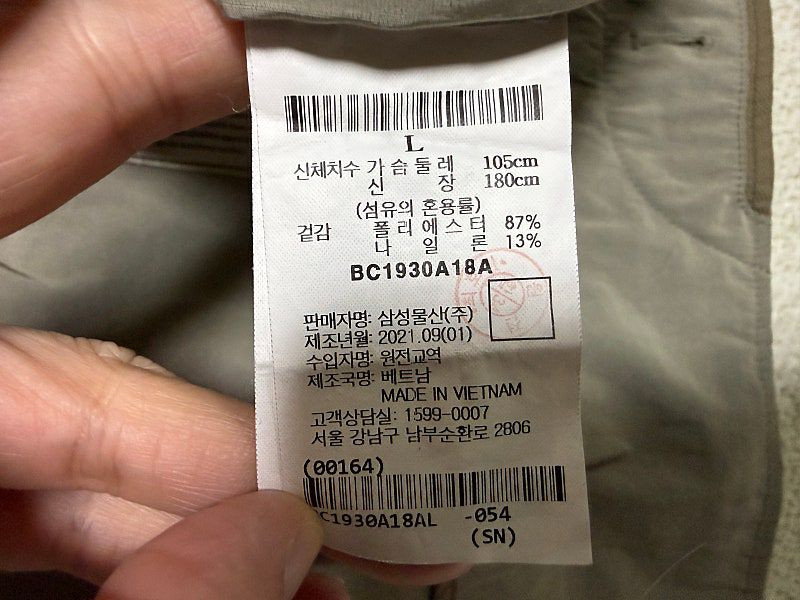 L
신체치수 가슴둘레 105cm
신 장 180cm
(섬유의 혼용률)
겉감 폴리에스터 87%
나일론 13%
BC1930A18A
판매자명: 삼성물산(주)
제조년월: 2021.09(01)
수입자명: 원전교역
제조국명: 베트남
MADE IN VIETNAM
고객상담실: 1599-0007
서울 강남구 남부순환로 2806
(00164)
BC1930A18AL -054
(SN)